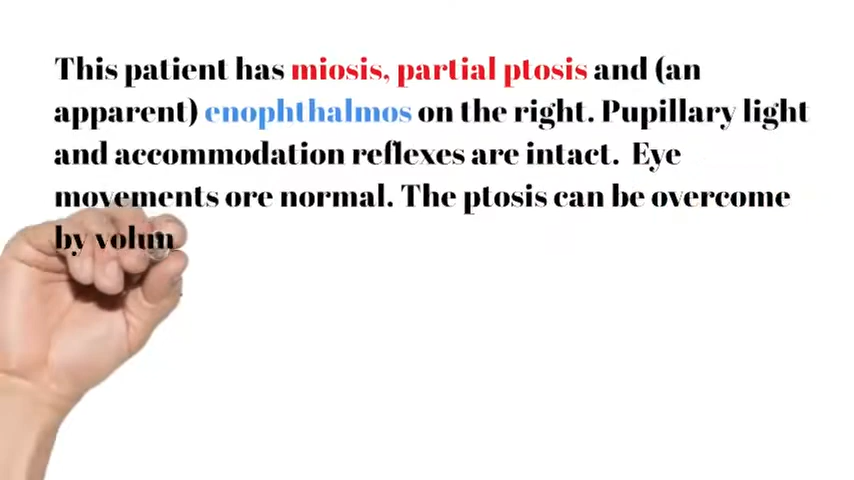 This patient has miosis, partial ptosis and (an
apparent) enophthalmos on the right. Pupillary light
and accommodation reflexes are intact. Eye
movements ore normal. The ptosis can be overcome
by volun